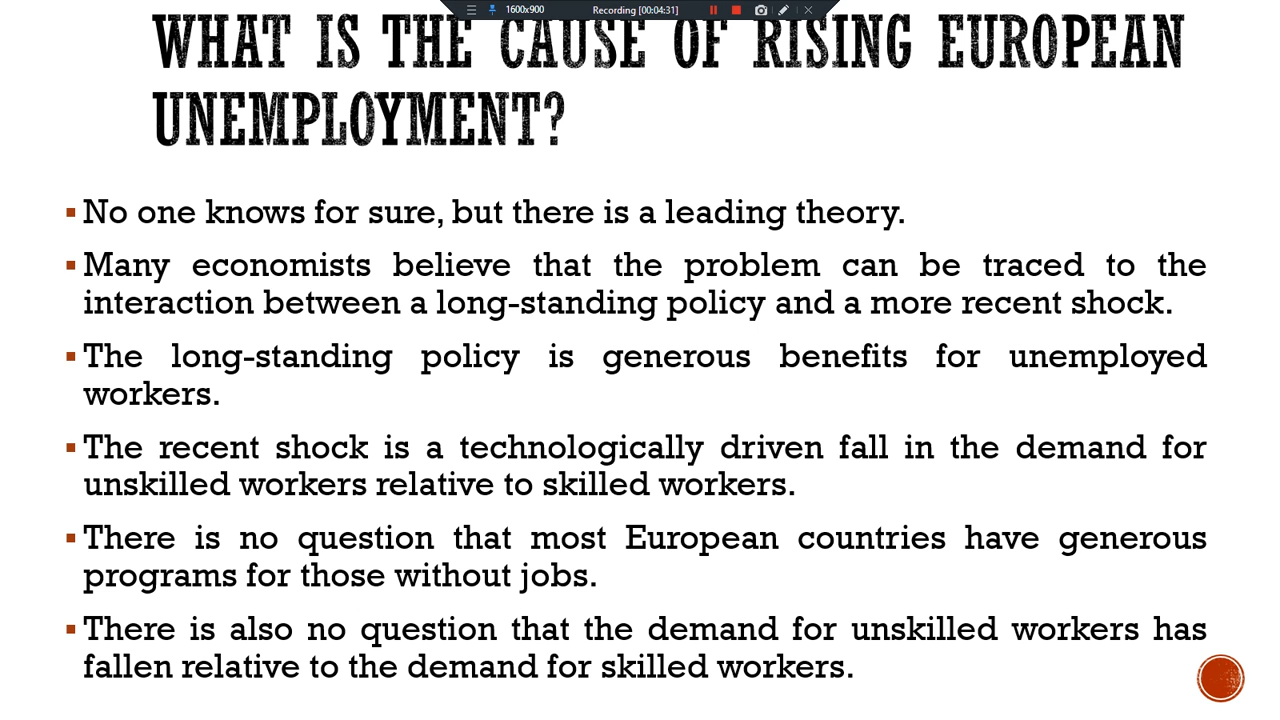 1600x900 Recording [00:04:31]
WHAT IS THE CAUSE OF RISING EUROPEAN
UNEMPLOYMENT?
No one knows for sure, but there is a leading theory.
Many economists believe that the problem can be traced to the
interaction between a long-standing policy and a more recent shock.
The long-standing policy is generous benefits for unemployed
workers.
The recent shock is a technologically driven fall in the demand for
unskilled workers relative to skilled workers.
There is no question that most European countries have generous
programs for those without jobs.
There is also no question that the demand for unskilled workers has
fallen relative to the demand for skilled workers.